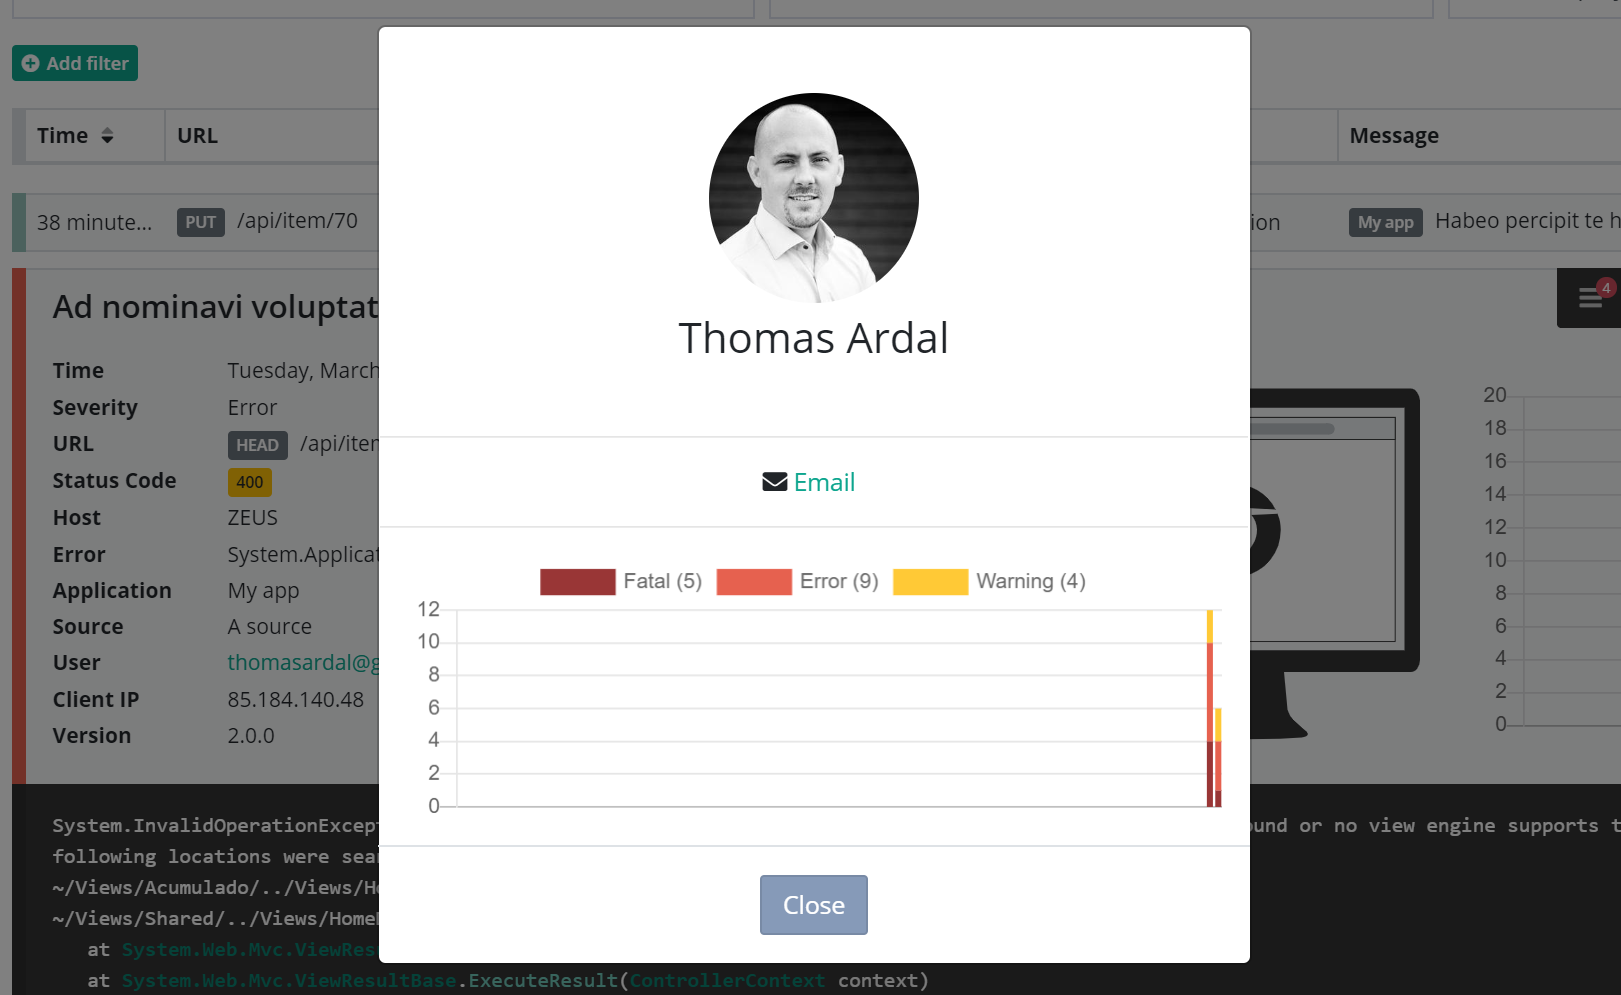 Add filter
Time URL Message
38 minute... PUT /api/item/70 ion My app Habeo percipit te h
Ad nominavi voluptat
4
Time Tuesday, March
Severity Error
URL HEAD /api/iter
Status Code 400
Host ZEUS
Error System.Applicat
Application My app
Source A source
User thomasardal@g
Client IP 85.184.140.48
Version 2.0.0
Thomas Ardal
Email
Fatal (5) Error (9) Warning (4)
12
10
8
6
4
2
0
20
18
16
14
12
10
8
6
4
2
0
Close
System.InvalidOperationExcept ound or no view engine supports t
following locations were sear
~/Views/Acumulado/../Views/Ho
~/Views/Shared/../Views/Home
at System.Web.Mvc.ViewRes
at System.Web.Mvc.ViewResultBase.ExecuteResult(ControllerContext context)